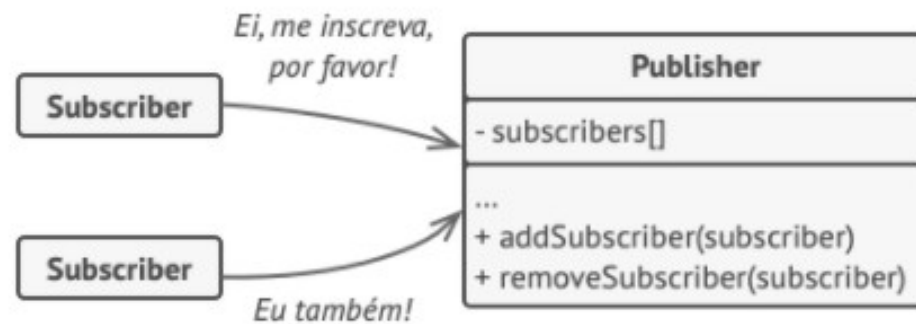 Ei, me inscreva,
por favor!
Subscriber
Subscriber
Eu também!
Publisher
- subscribers[]
...
+ addSubscriber(subscriber)
+ removeSubscriber(subscriber)